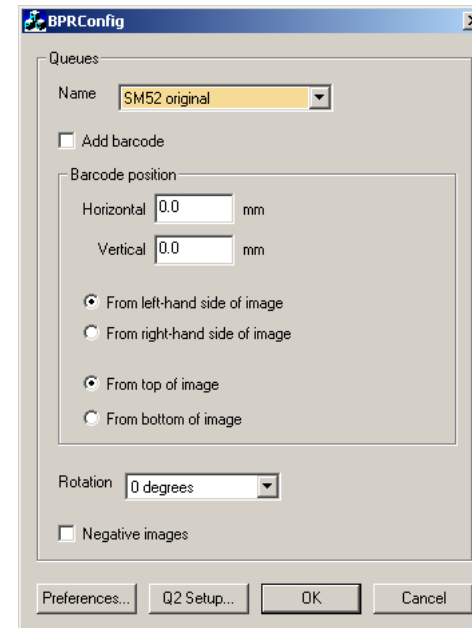 BPRConfig
Queues
Name SM52 original
Add barcode
Barcode position
Horizontal 0.0 mm
Vertical 0.0 mm
From left-hand side of image
From right-hand side of image
From top of image
From bottom of image
Rotation 0 degrees
Negative images
Preferences... Q2 Setup... OK Cancel